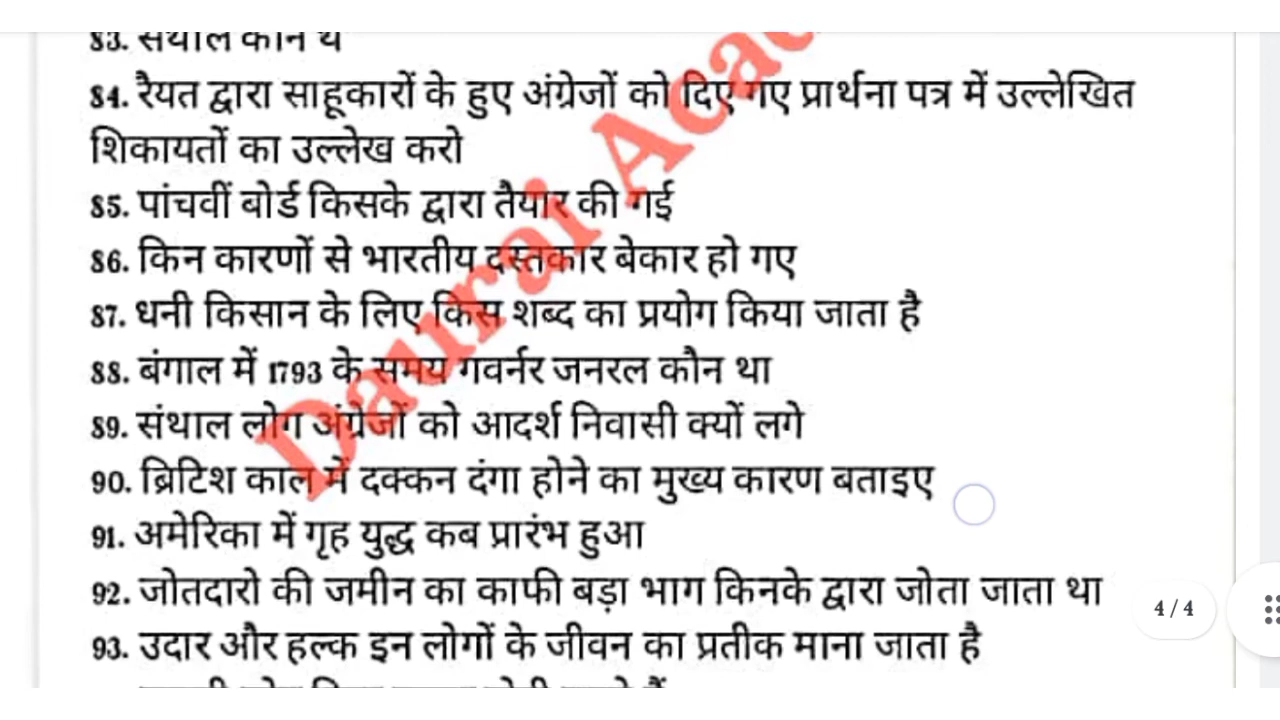 83. संथाल कौन थे
84. रैयत द्वारा साहूकारों के हुए अंग्रेजों को दिए गए प्रार्थना पत्र में उल्लेखित
शिकायतों का उल्लेख करो
85. पांचवीं बोर्ड किसके द्वारा तैयार की गई
86. किन कारणों से भारतीय दस्तकार बेकार हो गए
87. धनी किसान के लिए किस शब्द का प्रयोग किया जाता है
88. बंगाल में 1793 के समय गवर्नर जनरल कौन था
89. संथाल लोग अंग्रेजों को आदर्श निवासी क्यों लगे
90. ब्रिटिश काल में दक्कन दंगा होने का मुख्य कारण बताइए
91. अमेरिका में गृह युद्ध कब प्रारंभ हुआ
92. जोतदारो की जमीन का काफी बड़ा भाग किनके द्वारा जोता जाता था
93. उदार और हल्क इन लोगों के जीवन का प्रतीक माना जाता है
Daurai
4/4